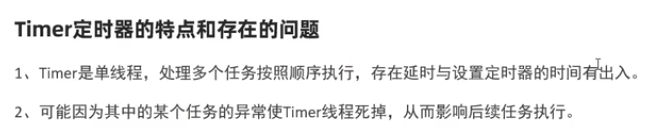 Timer定时器的特点和存在的问题
1、Timer是单线程，处理多个任务按照顺序执行，存在延时与设置定时器的时间有出入。
2、可能因为其中的某个任务的异常使Timer线程死掉，从而影响后续任务执行。